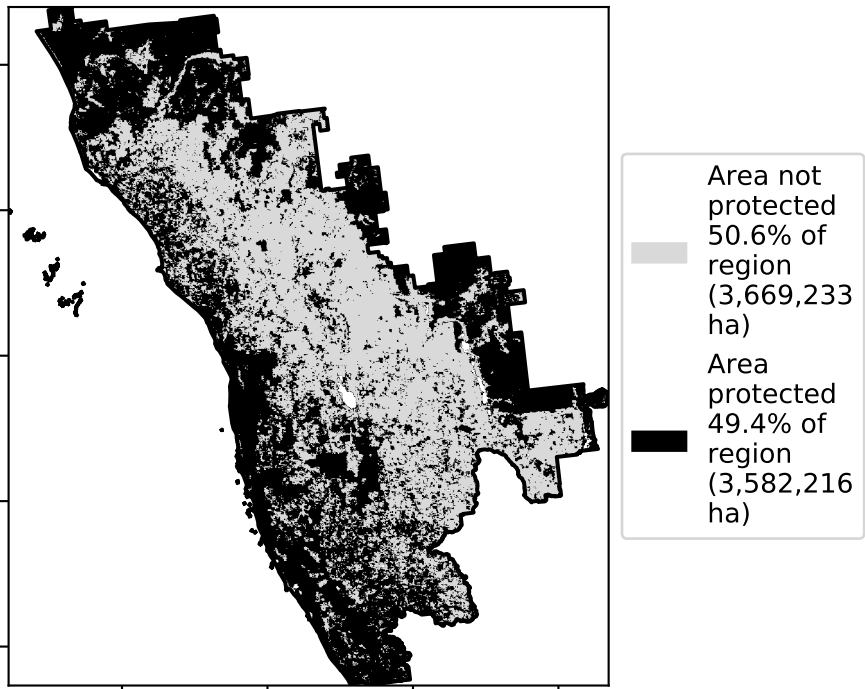 Area not
protected
50.6% of
region
(3,669,233
ha)
Area
protected
49.4% of
region
(3,582,216
ha)